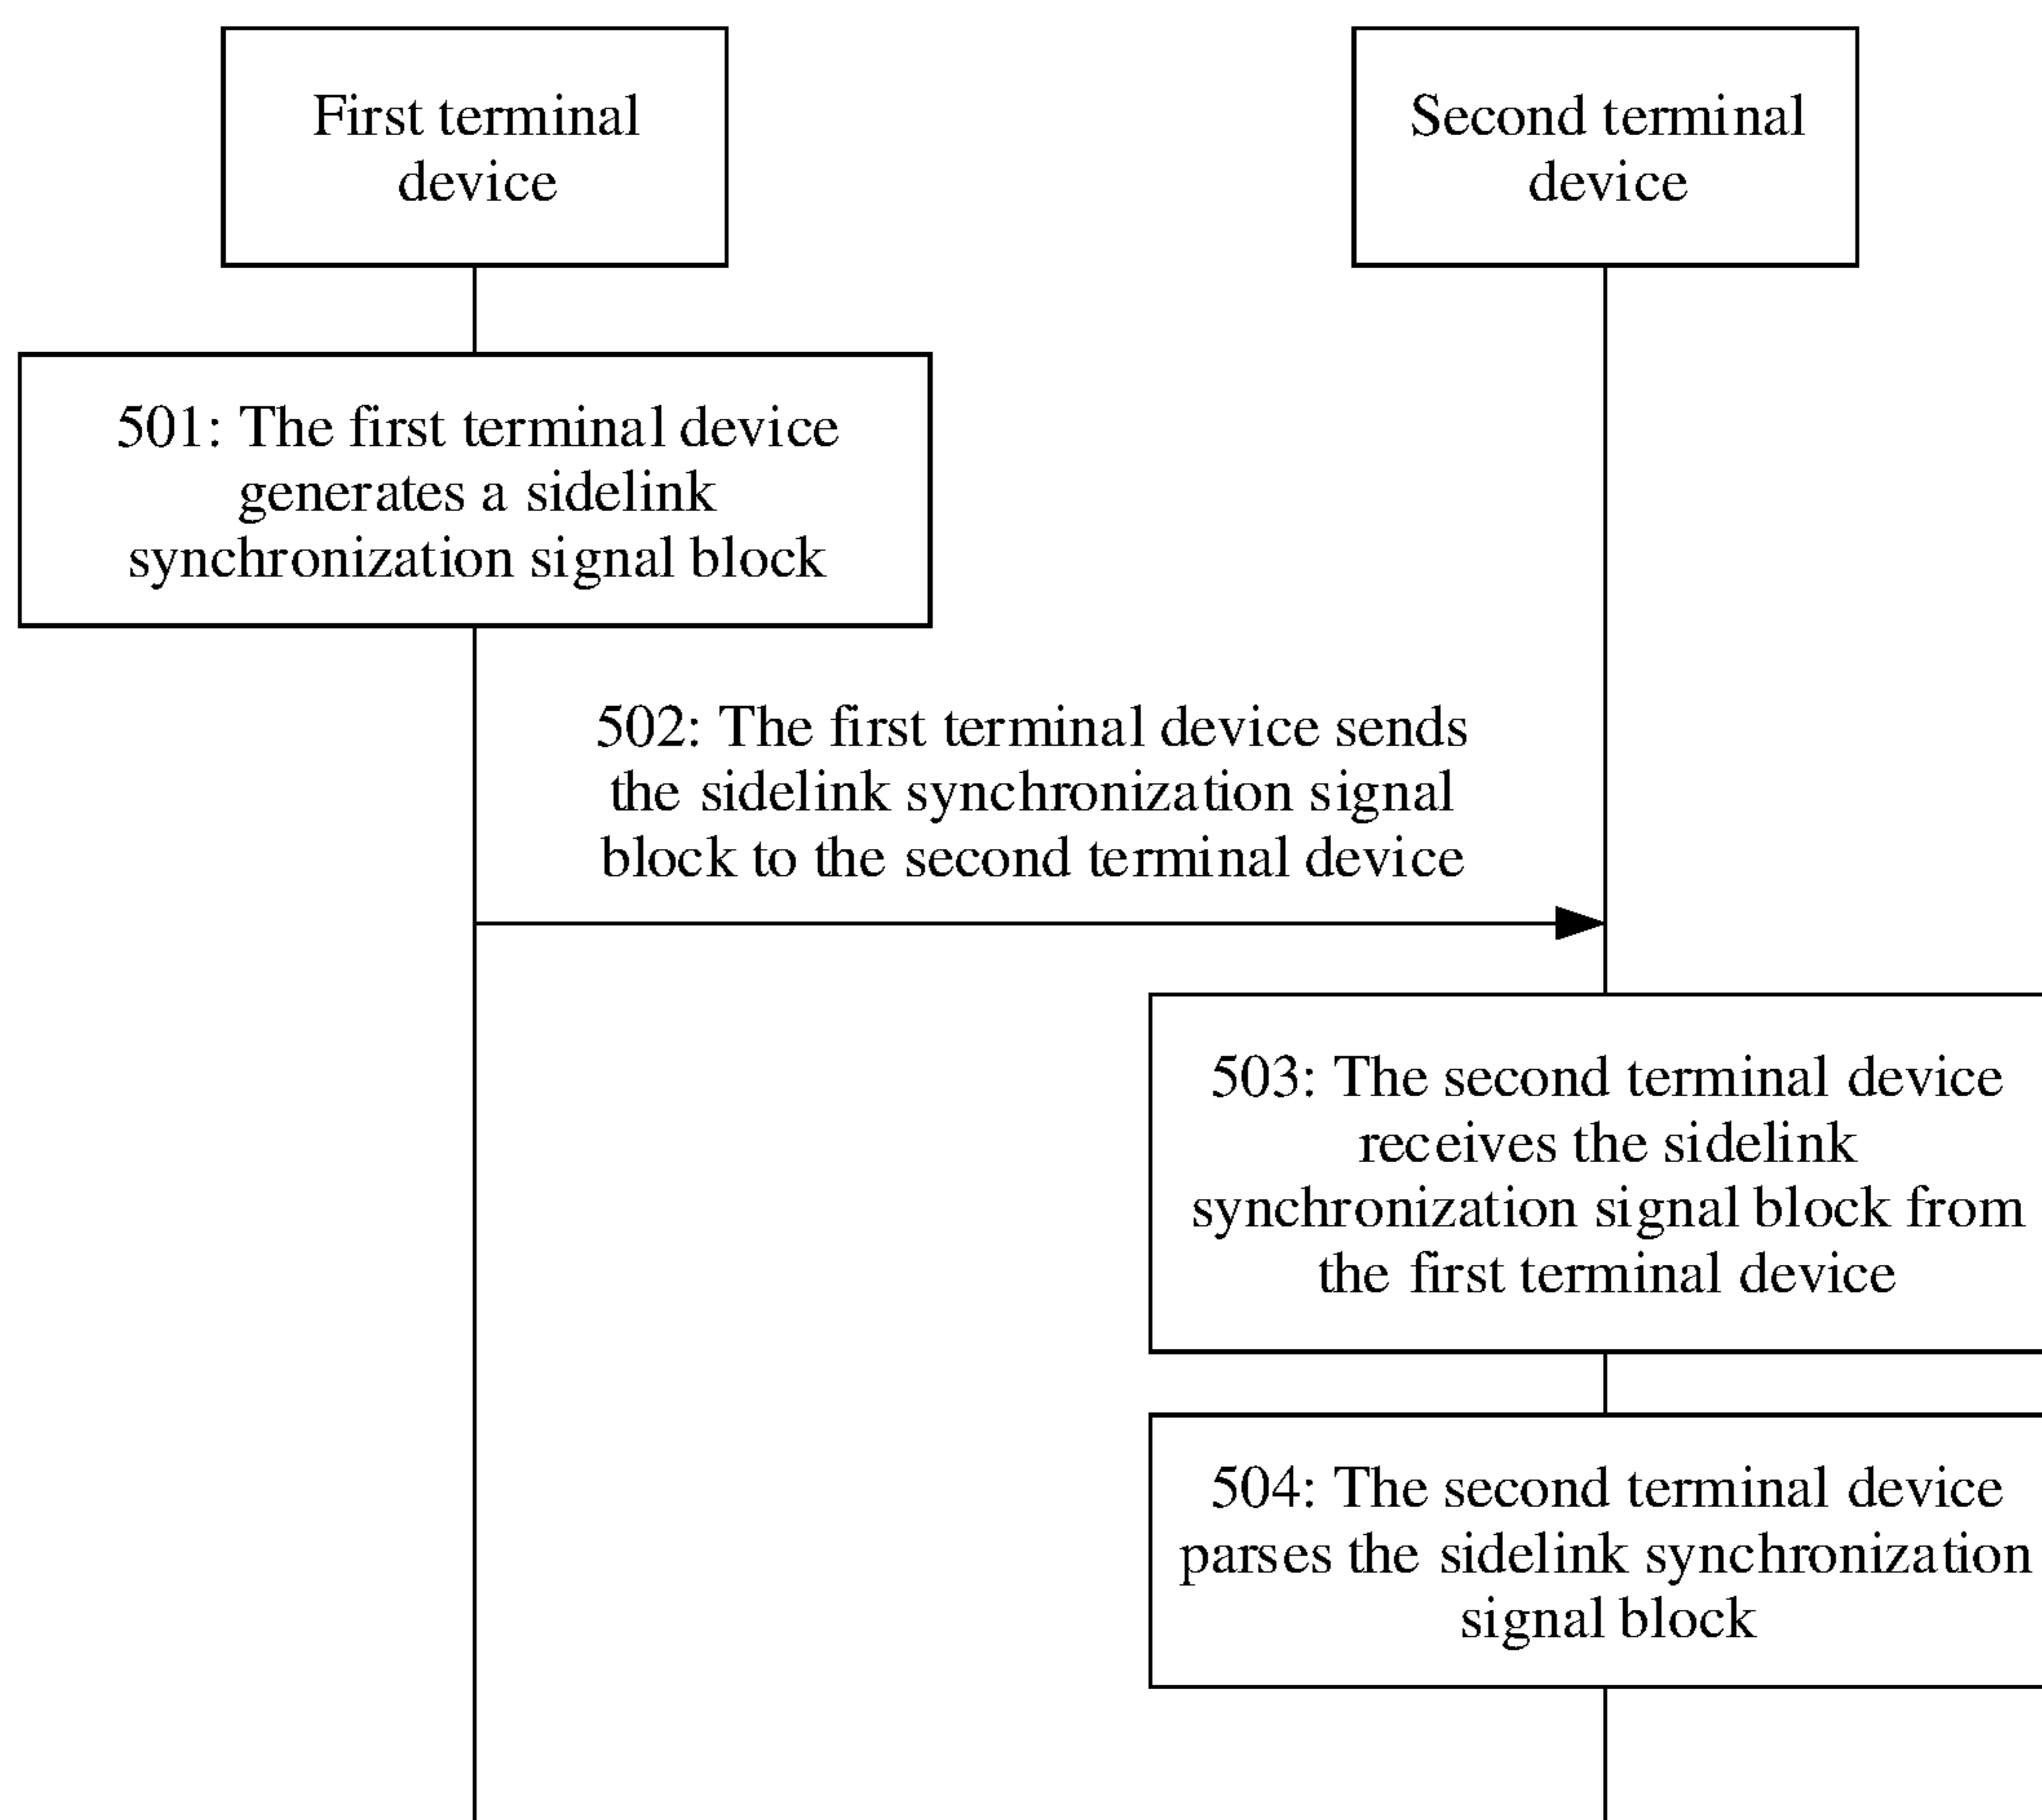 First terminal
device
Second terminal
device
501: The first terminal device
generates a sidelink
synchronization signal block
502: The first terminal device sends
the sidelink synchronization signal
block to the second terminal device
503: The second terminal device
receives the sidelink
synchronization signal block from
the first terminal device
504: The second terminal device
parses the sidelink synchronization
signal block